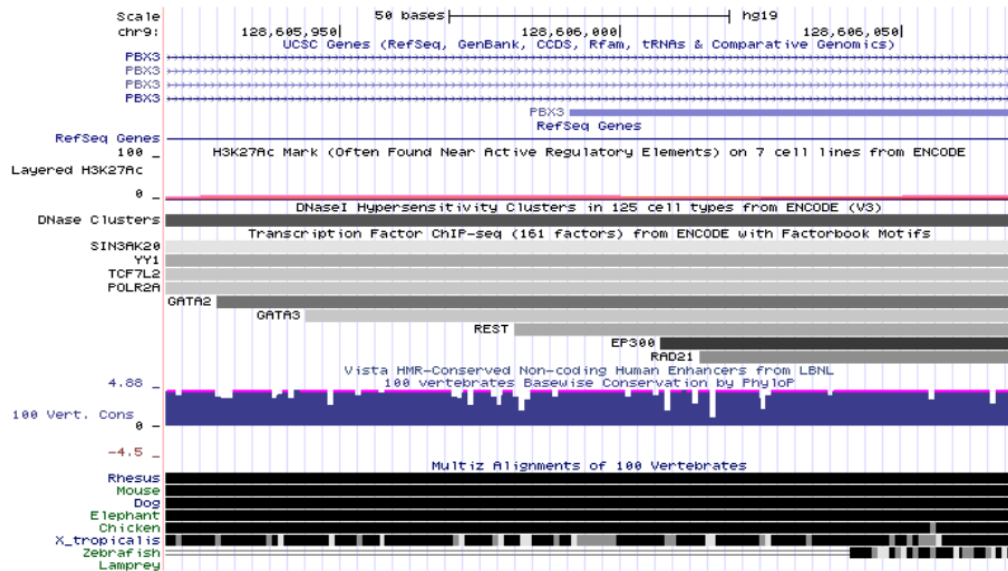 Scale 50 bases hg19
chr9: 128,605,950 128,606,000 128,606,050
UCSC Genes (RefSeq, GenBank, CCDS, Rfam, tRNAs & Comparative Genomics)
PBX3
PBX3
PBX3
PBX3
PBX3
RefSeq Genes
RefSeq Genes
100 _ H3K27Ac Mark (Often Found Near Active Regulatory Elements) on 7 cell lines from ENCODE
Layered H3K27Ac
0 _
DNaseI Hypersensitivity Clusters in 125 cell types from ENCODE (V3)
DNase Clusters
Transcription Factor ChIP-seq (161 factors) from ENCODE with Factorbook Motifs
SIN3AK20
YY1
TCF7L2
POLR2A
GATA2
GATA3
REST
EP300
RAD21
Vista HMR-Conserved Non-coding Human Enhancers from LBNL
4.88 _ 100 vertebrates Basewise Conservation by PhyloP
100 Vert. Cons
0 _
-4.5 _
Multiz Alignments of 100 Vertebrates
Rhesus
Mouse
Dog
Elephant
Chicken
X_tropicalis
Zebrafish
Lamprey